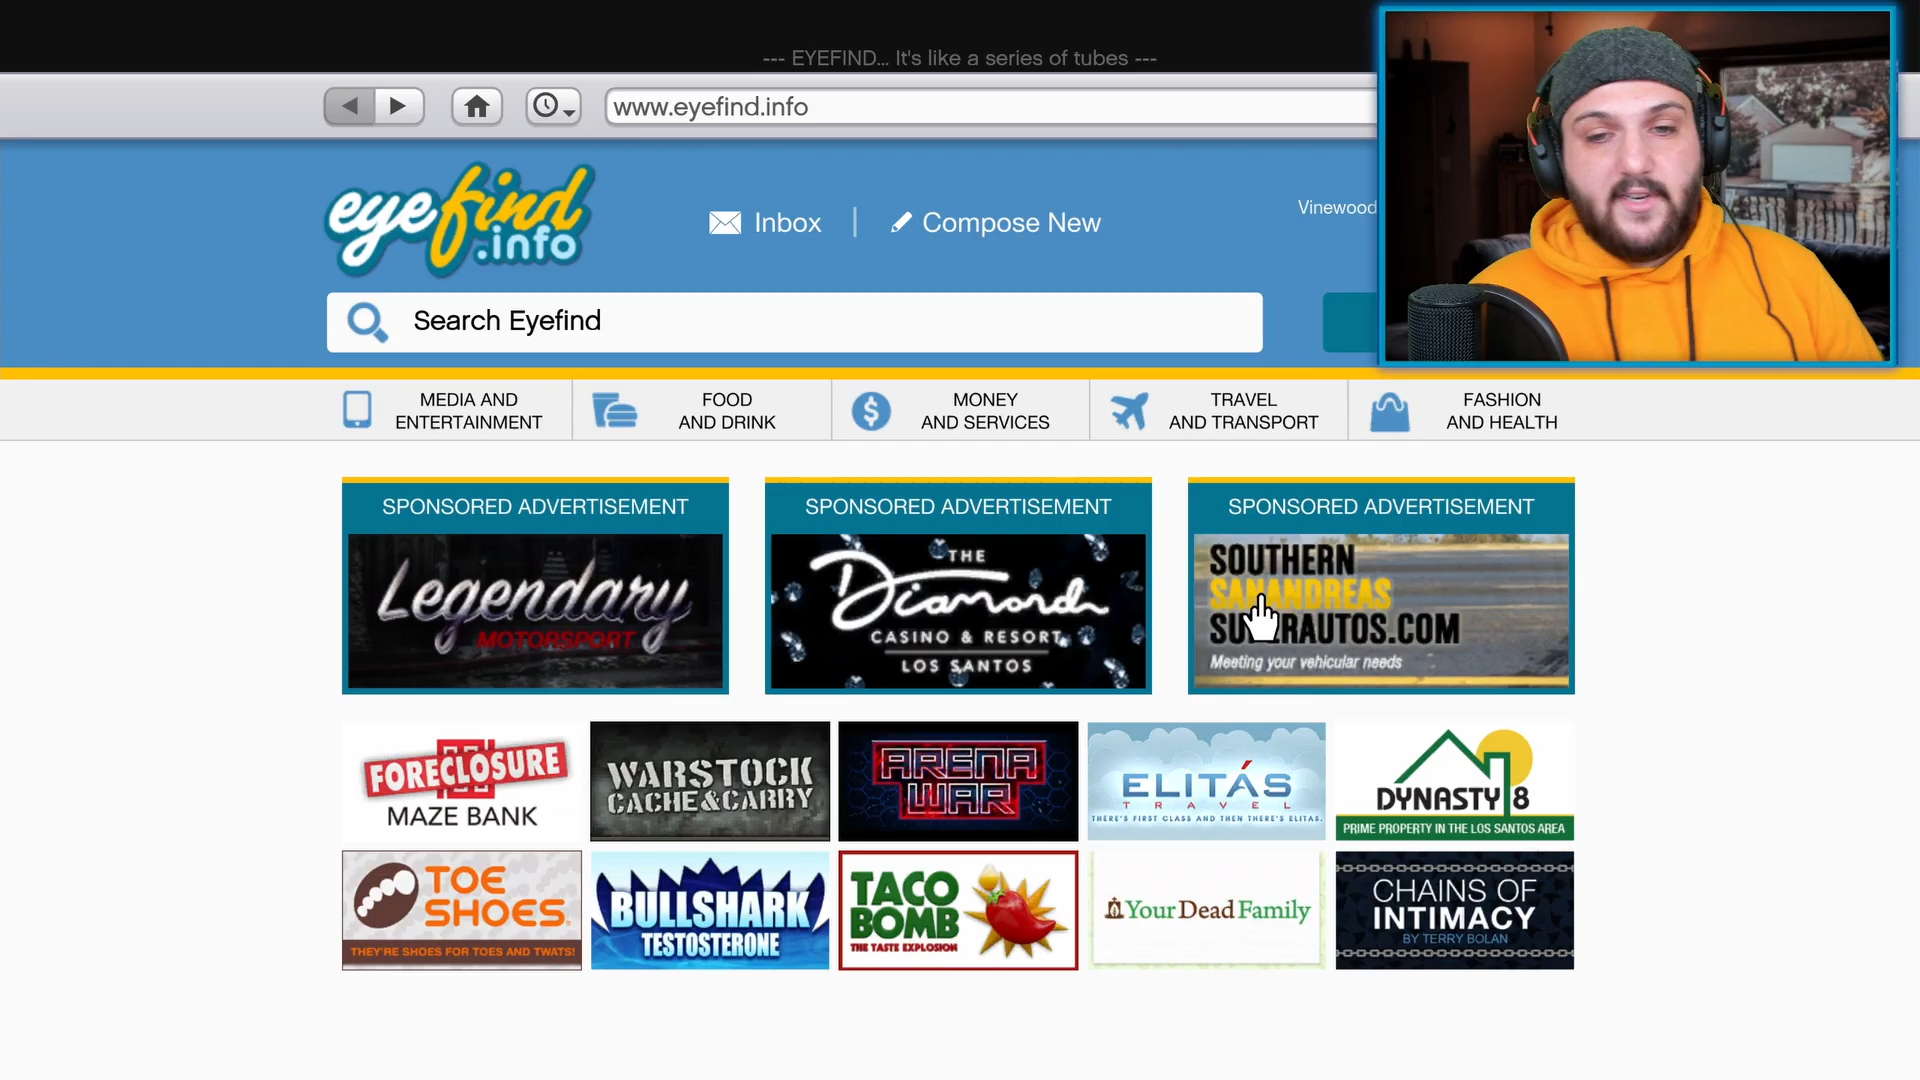 --- EYEFIND... It's like a series of tubes ---
www.eyefind.info
eyefind
.info
Inbox
Compose New
Vinewood
Search Eyefind
MEDIA AND
ENTERTAINMENT
FOOD
AND DRINK
MONEY
AND SERVICES
TRAVEL
AND TRANSPORT
FASHION
AND HEALTH
SPONSORED ADVERTISEMENT
Legendary
MOTORSPORT
SPONSORED ADVERTISEMENT
THE
Diamond
CASINO & RESORT
LOS SANTOS
SPONSORED ADVERTISEMENT
SOUTHERN
SANANDREAS
SUPERAUTOS.COM
Meeting your vehicular needs
FORECLOSURE
MAZE BANK
WARSTOCK
CACHE&CARRY
ARENA
WAR
ELITÁS
TRAVEL
THERE'S FIRST CLASS AND THEN THERE'S ELITAS.
DYNASTY 8
PRIME PROPERTY IN THE LOS SANTOS AREA
TOE
SHOES
THEY'RE SHOES FOR TOES AND TWATS!
BULLSHARK
TESTOSTERONE
TACO
BOMB
THE TASTE EXPLOSION
YourDeadFamily
CHAINS OF
INTIMACY
BY TERRY BOLAN